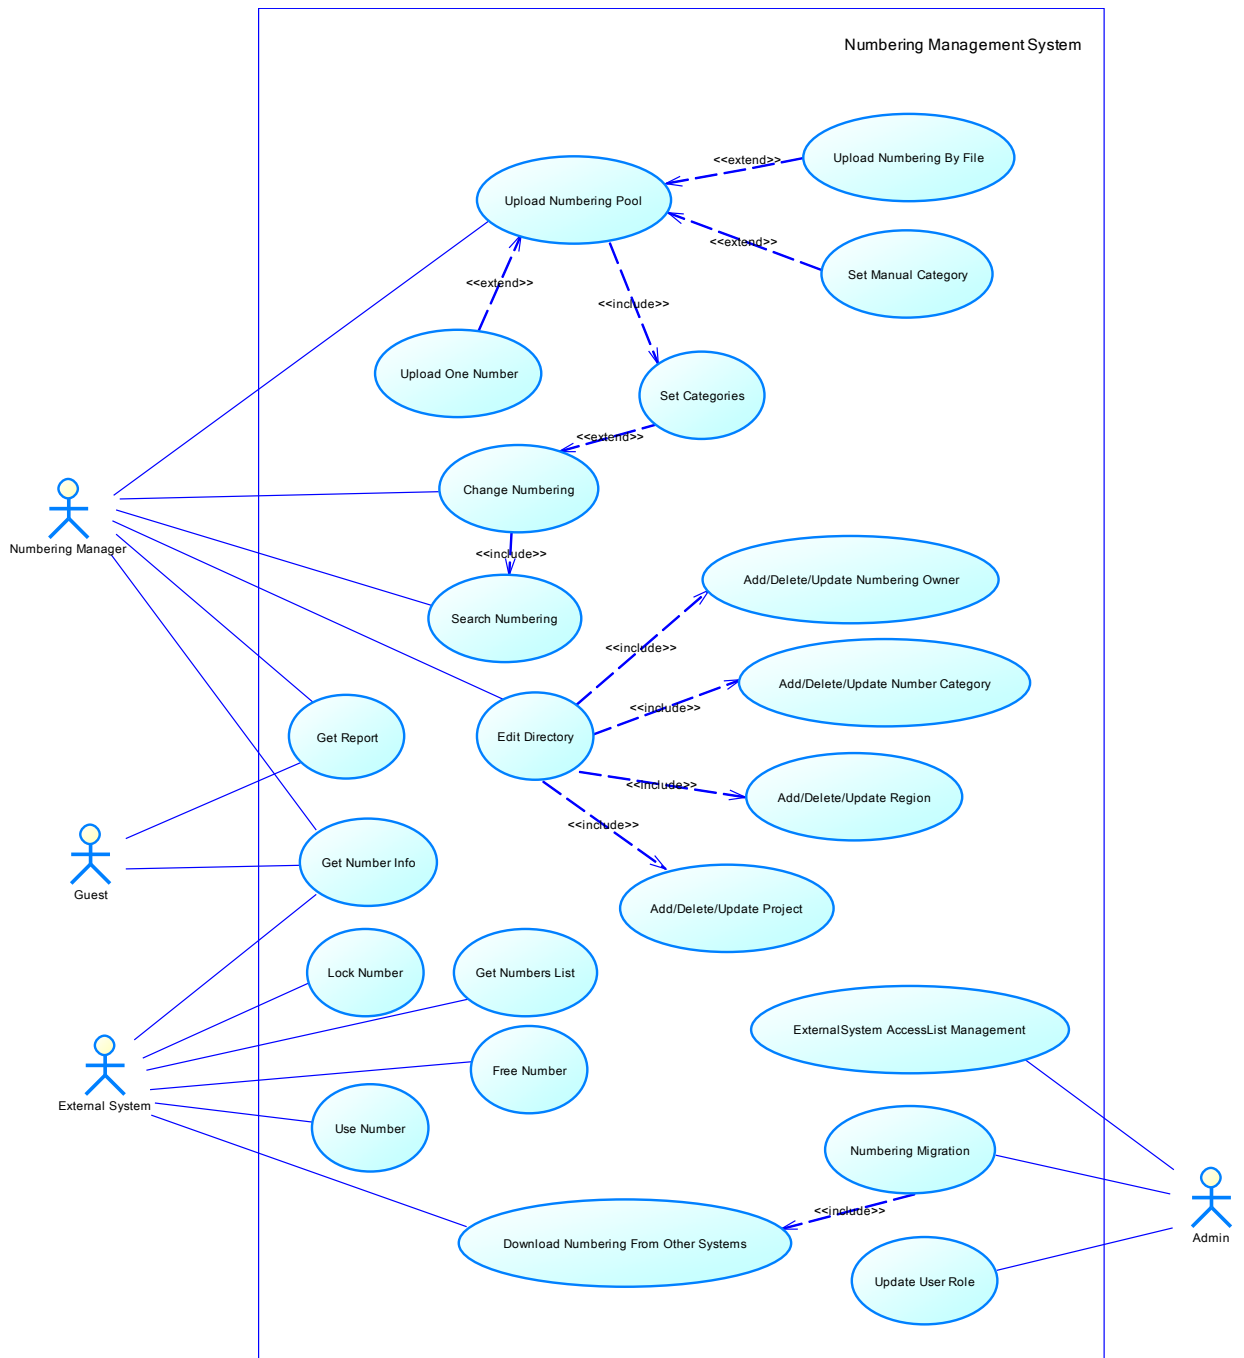 Numbering Management System
<<extend>>
Upload Numbering By File
Upload Numbering Pool
<<extend>>
Set Manual Category
<<extend>>
<<include>>
Upload One Number
Set Categories
<<extend>>
Change Numbering
Numbering Manager
<<include>>
Add/Delete/Update Numbering Owner
Search Numbering
<<include>>
Add/Delete/Update Number Category
<<include>>
Get Report
Edit Directory
<<include>>
Add/Delete/Update Region
<<include>>
Get Number Info
Guest
Add/Delete/Update Project
Lock Number
Get Numbers List
ExternalSystem AccessList Management
Free Number
External System
Use Number
Numbering Migration
<<include>>
Download Numbering From Other Systems
Admin
Update User Role